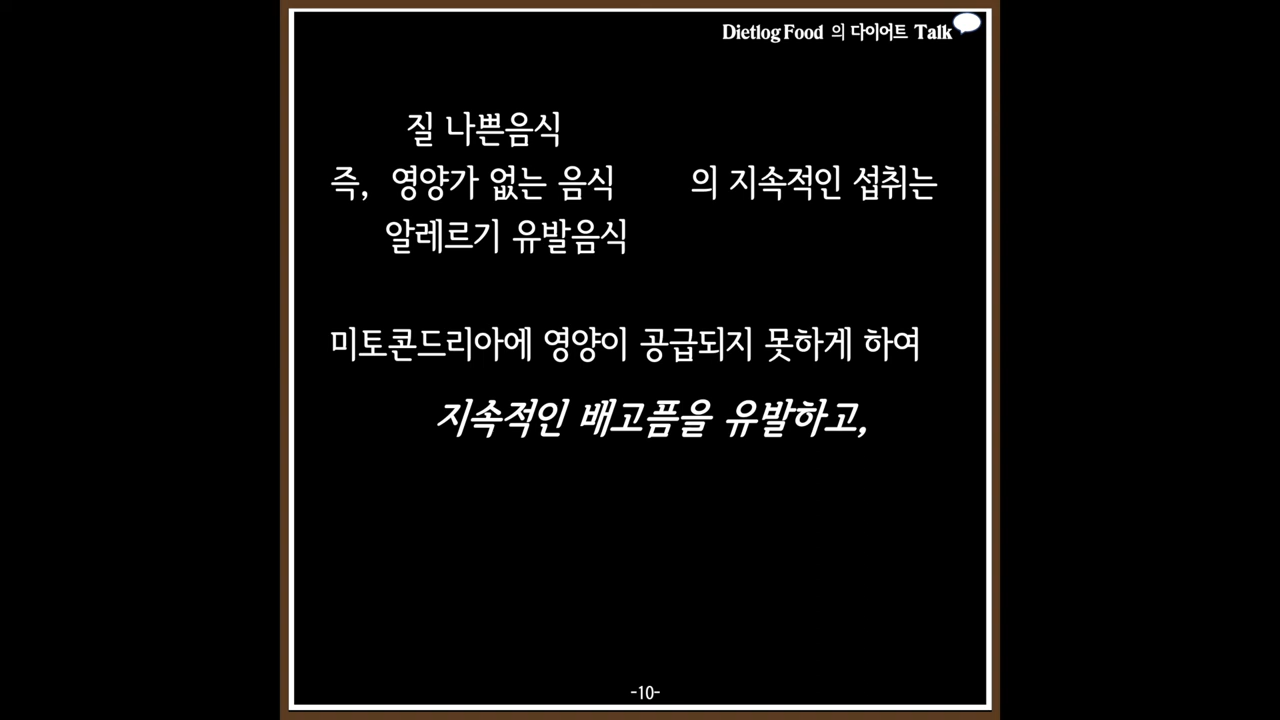 Dietlog Food 의 다이어트 Talk
질 나쁜음식
즉, 영양가 없는 음식 의 지속적인 섭취는
알레르기 유발음식
미토콘드리아에 영양이 공급되지 못하게 하여
지속적인 배고픔을 유발하고,
-10-